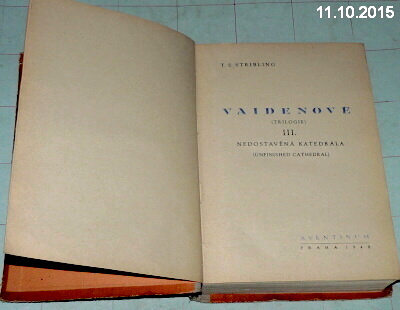 11.10.2015
T. S. STRIBLING
VAIDENOVÉ
(TRILOGIE)
III.
NEDOSTAVĚNÁ KATEDRÁLA
(UNFINISHED CATHEDRAL)
AVENTINUM
PRAHA 1948